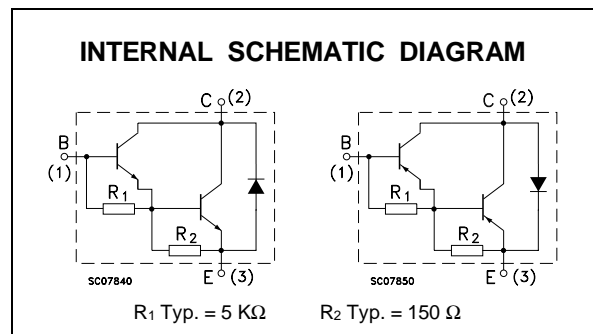 INTERNAL SCHEMATIC DIAGRAM
C (2)
B
(1)
R1
R2
E (3)
SC07840
C (2)
B
(1)
R1
R2
E (3)
SC07850
R1 Typ. = 5 KΩ R2 Typ. = 150 Ω